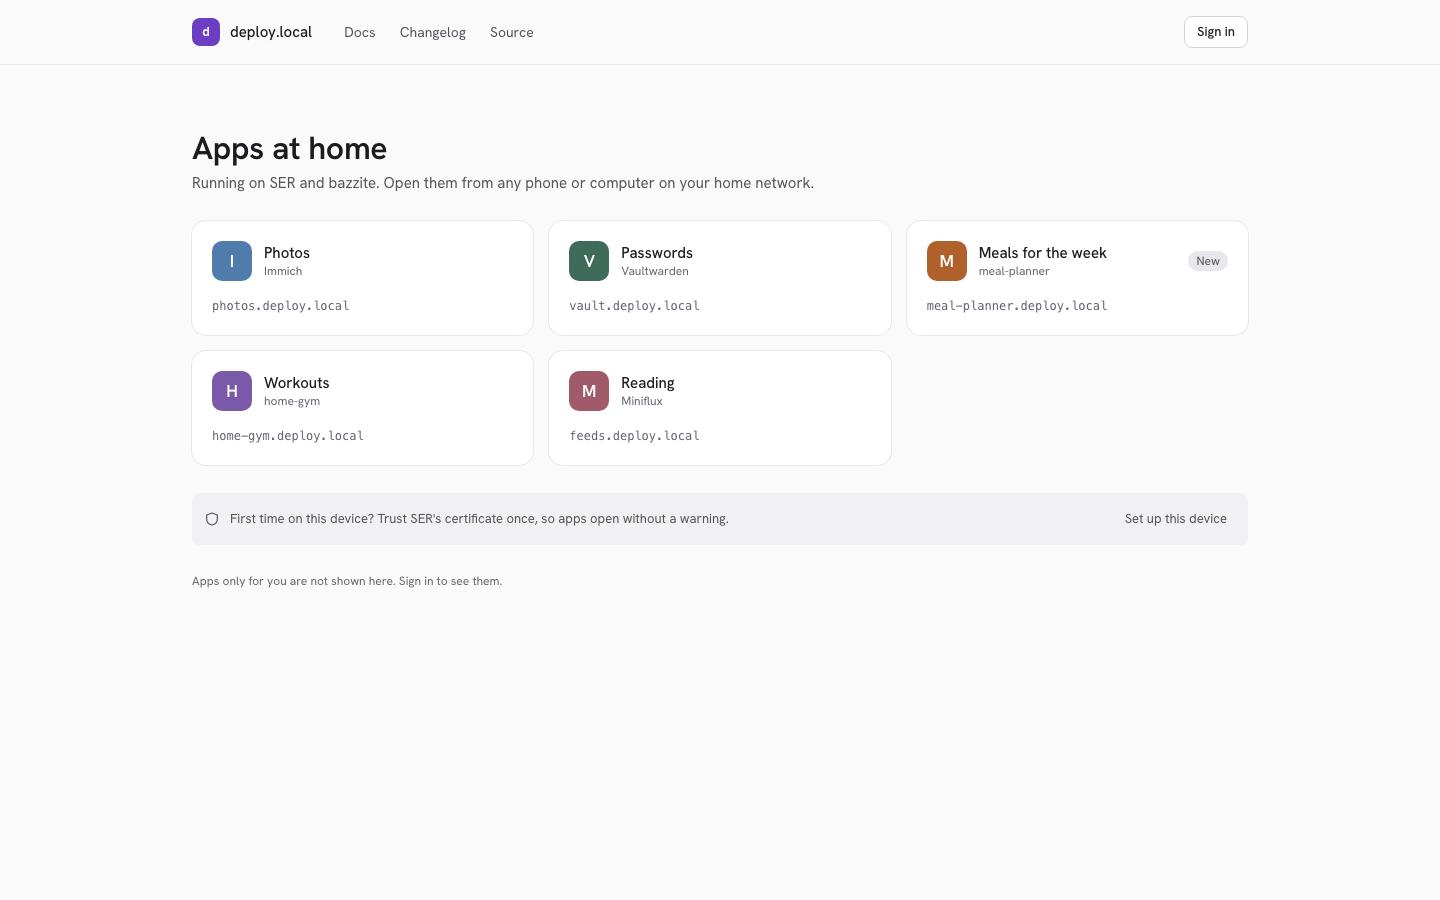 d deploy.local Docs Changelog Source Sign in
Apps at home
Running on SER and bazzite. Open them from any phone or computer on your home network.
I
Photos
Immich
photos.deploy.local
V
Passwords
Vaultwarden
vault.deploy.local
M
Meals for the week
meal-planner
New
meal-planner.deploy.local
H
Workouts
home-gym
home-gym.deploy.local
M
Reading
Miniflux
feeds.deploy.local
First time on this device? Trust SER's certificate once, so apps open without a warning. Set up this device
Apps only for you are not shown here. Sign in to see them.